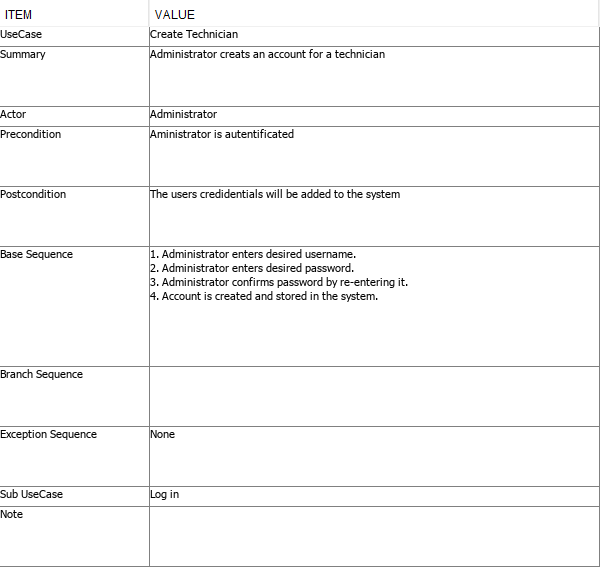 ITEM VALUE
UseCase Create Technician
Summary Administrator creats an account for a technician
Actor Administrator
Precondition Aministrator is autentificated
Postcondition The users credidentials will be added to the system
Base Sequence 1. Administrator enters desired username.
2. Administrator enters desired password.
3. Administrator confirms password by re-entering it.
4. Account is created and stored in the system.
Branch Sequence
Exception Sequence None
Sub UseCase Log in
Note